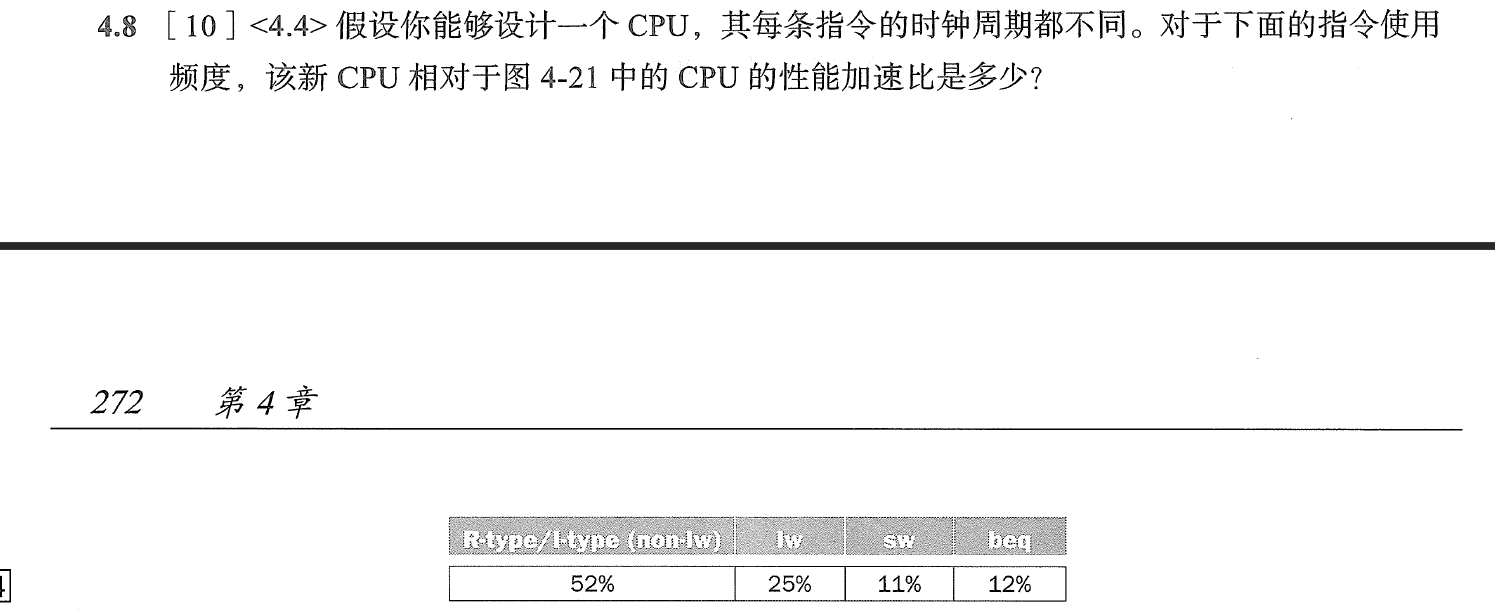 4.8 [10] <4.4> 假设你能够设计一个 CPU，其每条指令的时钟周期都不同。对于下面的指令使用
频度，该新 CPU 相对于图 4-21 中的 CPU 的性能加速比是多少？
272 第 4 章
R-type/I-type (non-lw) lw sw beq
52% 25% 11% 12%